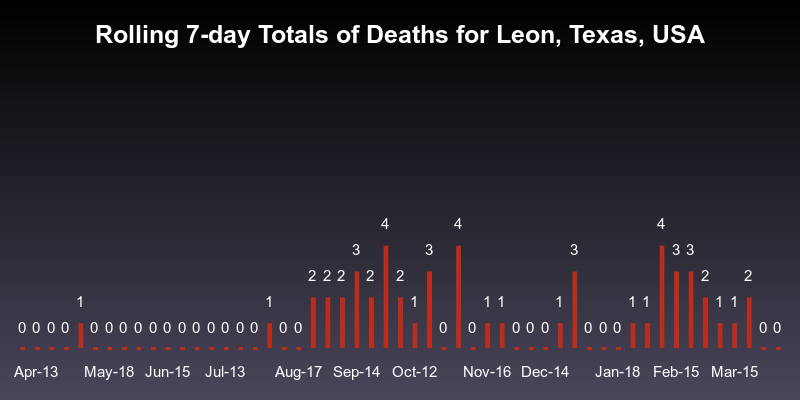 Rolling 7-day Totals of Deaths for Leon, Texas, USA
4 4 4
3 3 3 3 3
2 2 2 2 2 2 2
1 1 1 1 1 1 1 1 1 1
0 0 0 0 0 0 0 0 0 0 0 0 0 0 0 0 0 0 0 0 0 0 0 0 0 0 0 0
Apr-13 May-18 Jun-15 Jul-13 Aug-17 Sep-14 Oct-12 Nov-16 Dec-14 Jan-18 Feb-15 Mar-15